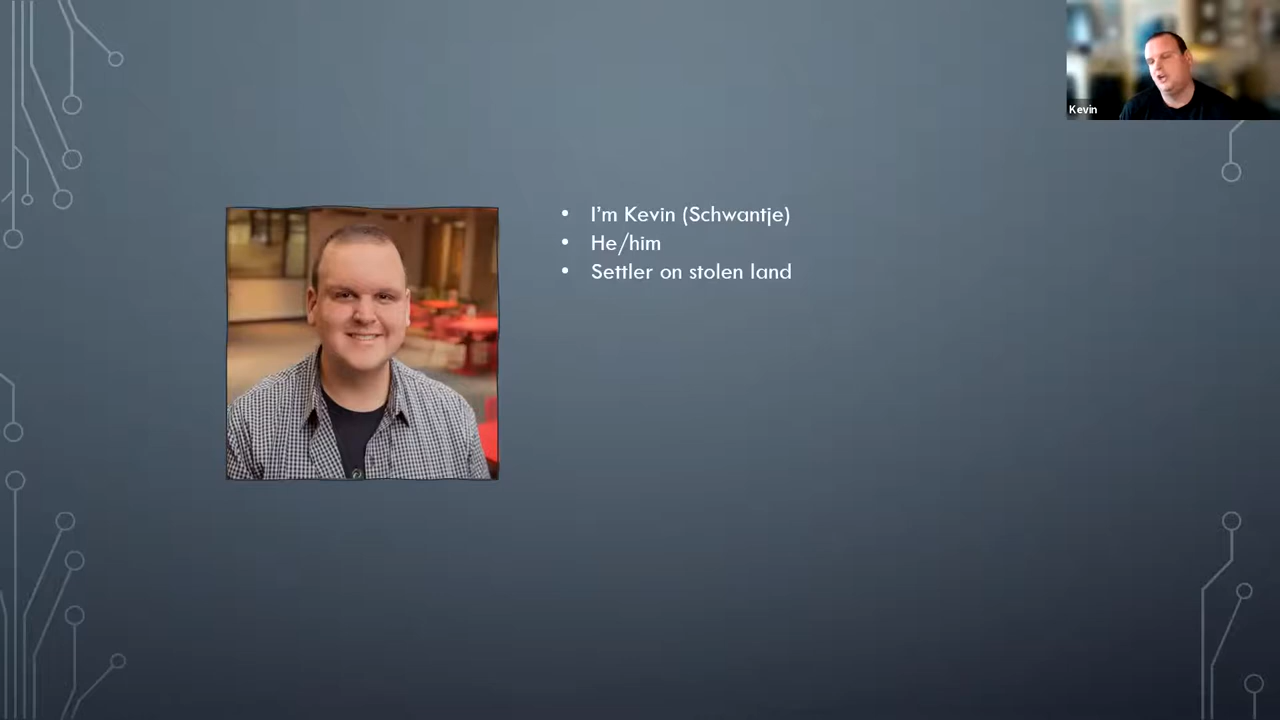 Kevin
• I’m Kevin (Schwantje)
• He/him
• Settler on stolen land